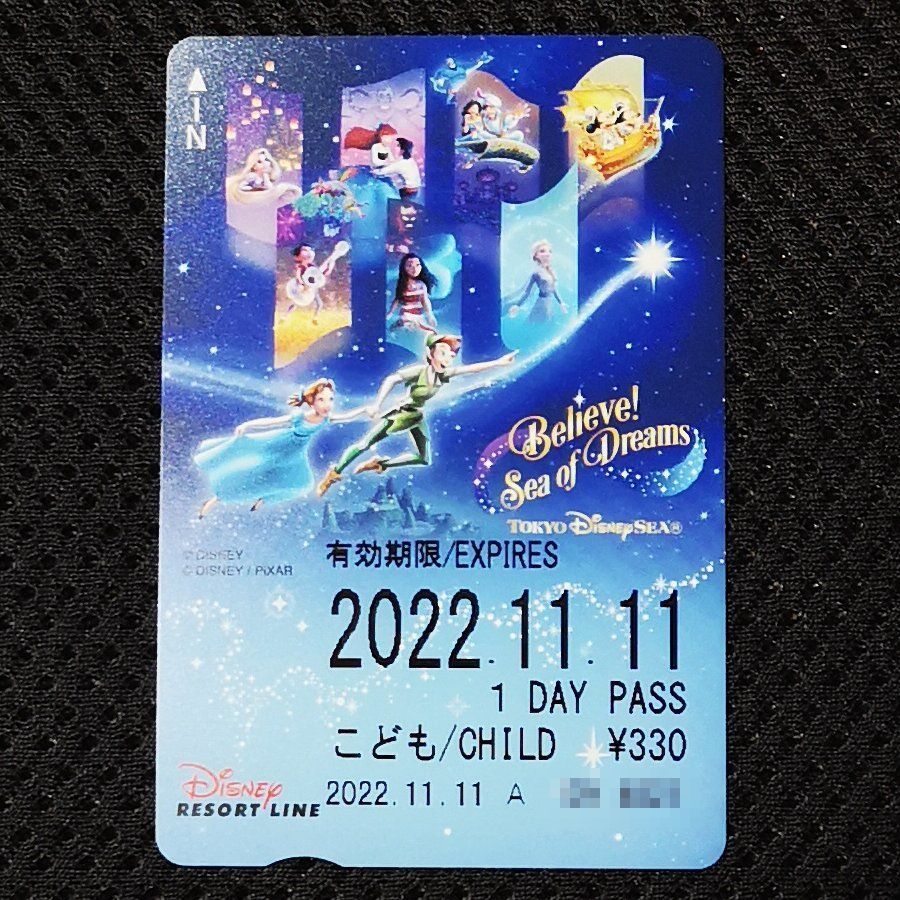 ▲IN
Believe!
Sea of Dreams
TOKYO DISNEYSEA®
© DISNEY
© DISNEY / PIXAR
有効期限/EXPIRES
2022.11.11
1 DAY PASS
こども/CHILD ¥330
2022.11.11 A
Disney
RESORT LINE